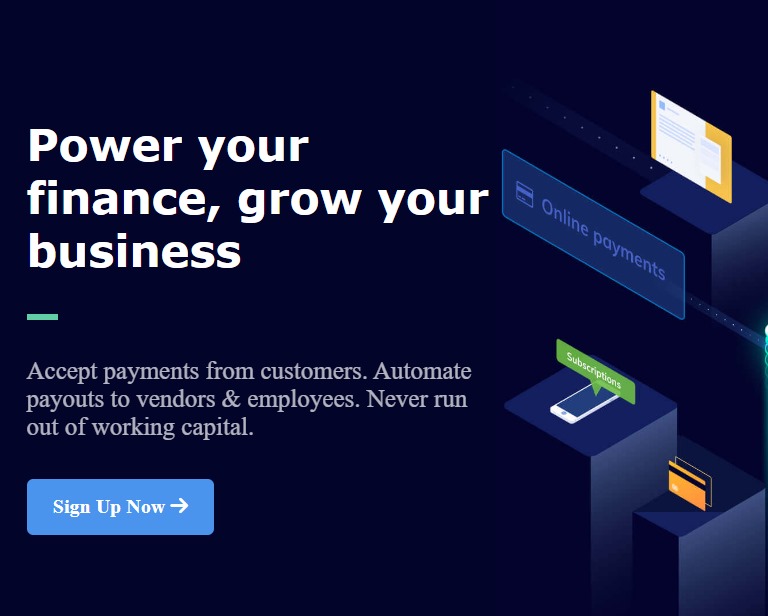 Power your
finance, grow your
business
Accept payments from customers. Automate
payouts to vendors & employees. Never run
out of working capital.
Sign Up Now
Online payments
Subscriptions